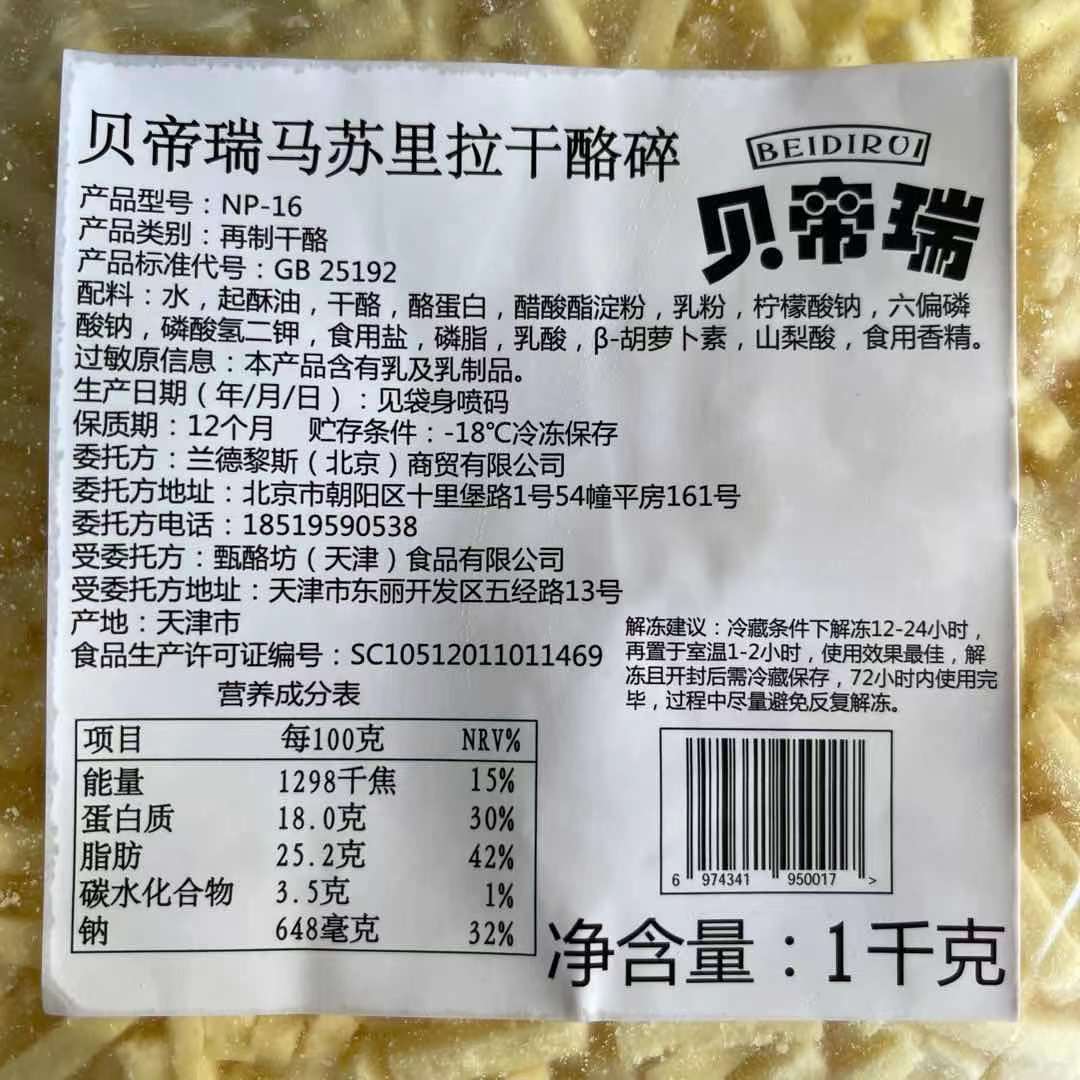 贝帝瑞马苏里拉干酪碎
BEIDIRUI
贝帝瑞
产品型号：NP-16
产品类别：再制干酪
产品标准代号：GB 25192
配料：水，起酥油，干酪，酪蛋白，醋酸酯淀粉，乳粉，柠檬酸钠，六偏磷
酸钠，磷酸氢二钾，食用盐，磷脂，乳酸，β-胡萝卜素，山梨酸，食用香精。
过敏原信息：本产品含有乳及乳制品。
生产日期（年/月/日）：见袋身喷码
保质期：12个月 贮存条件：-18℃冷冻保存
委托方：兰德黎斯（北京）商贸有限公司
委托方地址：北京市朝阳区十里堡路1号54幢平房161号
委托方电话：18519590538
受委托方：甄酪坊（天津）食品有限公司
受委托方地址：天津市东丽开发区五经路13号
产地：天津市
食品生产许可证编号：SC10512011011469
解冻建议：冷藏条件下解冻12-24小时，
再置于室温1-2小时，使用效果最佳，解
冻且开封后需冷藏保存，72小时内使用完
毕，过程中尽量避免反复解冻。
营养成分表
项目 每100克 NRV%
能量 1298千焦 15%
蛋白质 18.0克 30%
脂肪 25.2克 42%
碳水化合物 3.5克 1%
钠 648毫克 32%
6 974341 950017 >
净含量：1千克